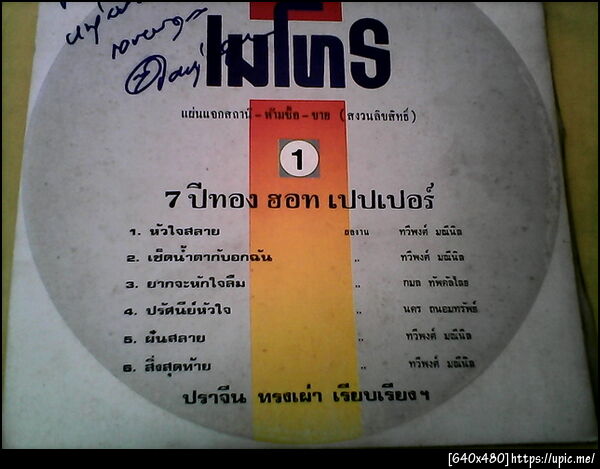 เมโทร
แผ่นแจกสถานี - ห้ามซื้อ - ขาย (สงวนลิขสิทธิ์)
1
7 ปีทอง ฮอท เปปเปอร์
1. หัวใจสลาย ผลงาน ทวีพงศ์ มณีนิล
2. เช็ดน้ำตากับอกฉัน ,, ทวีพงศ์ มณีนิล
3. ยากจะหักใจลืม ,, กมล ทัพคัลไลย
4. ปรัศนีย์หัวใจ ,, นคร ถนอมทรัพย์
5. ฝันสลาย ,, ทวีพงศ์ มณีนิล
6. สิ่งสุดท้าย ,, ทวีพงศ์ มณีนิล
ปราจีน ทรงเผ่า เรียบเรียงฯ
[640x480]https://upic.me/